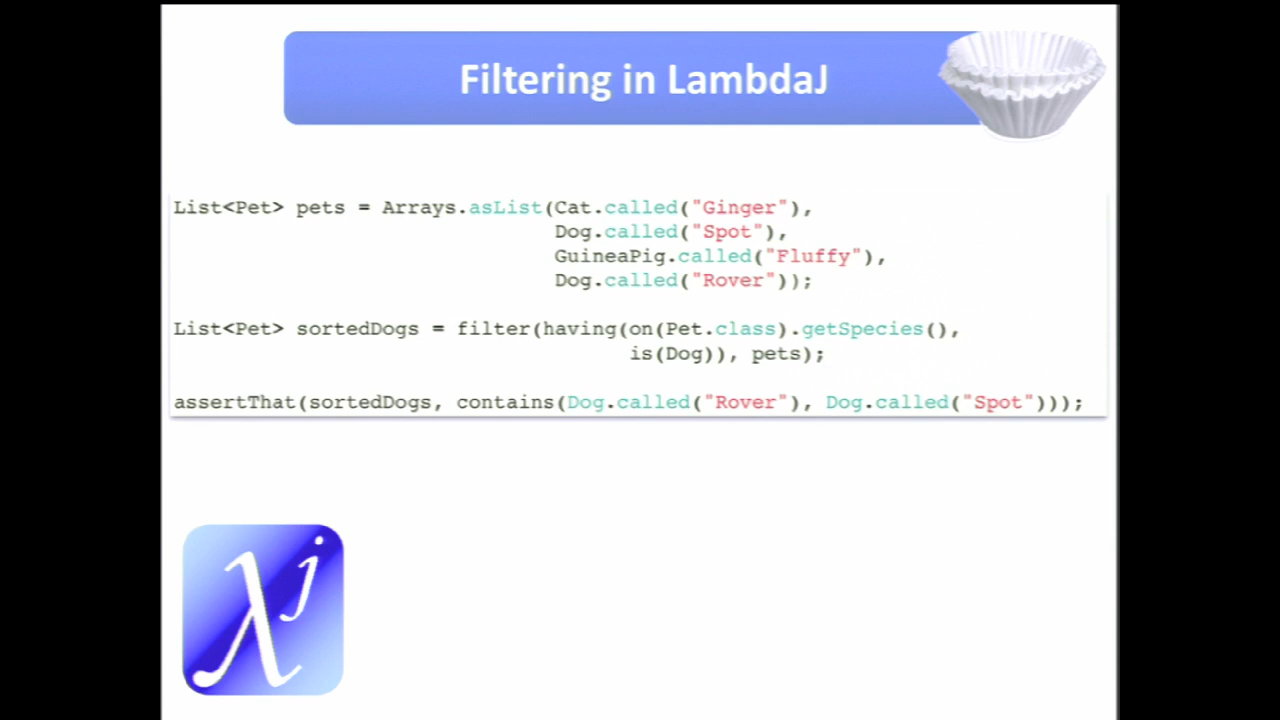 Filtering in LambdaJ
List<Pet> pets = Arrays.asList(Cat.called("Ginger"),
Dog.called("Spot"),
GuineaPig.called("Fluffy"),
Dog.called("Rover"));
List<Pet> sortedDogs = filter(having(on(Pet.class).getSpecies(),
is(Dog)), pets);
assertThat(sortedDogs, contains(Dog.called("Rover"), Dog.called("Spot")));
λj